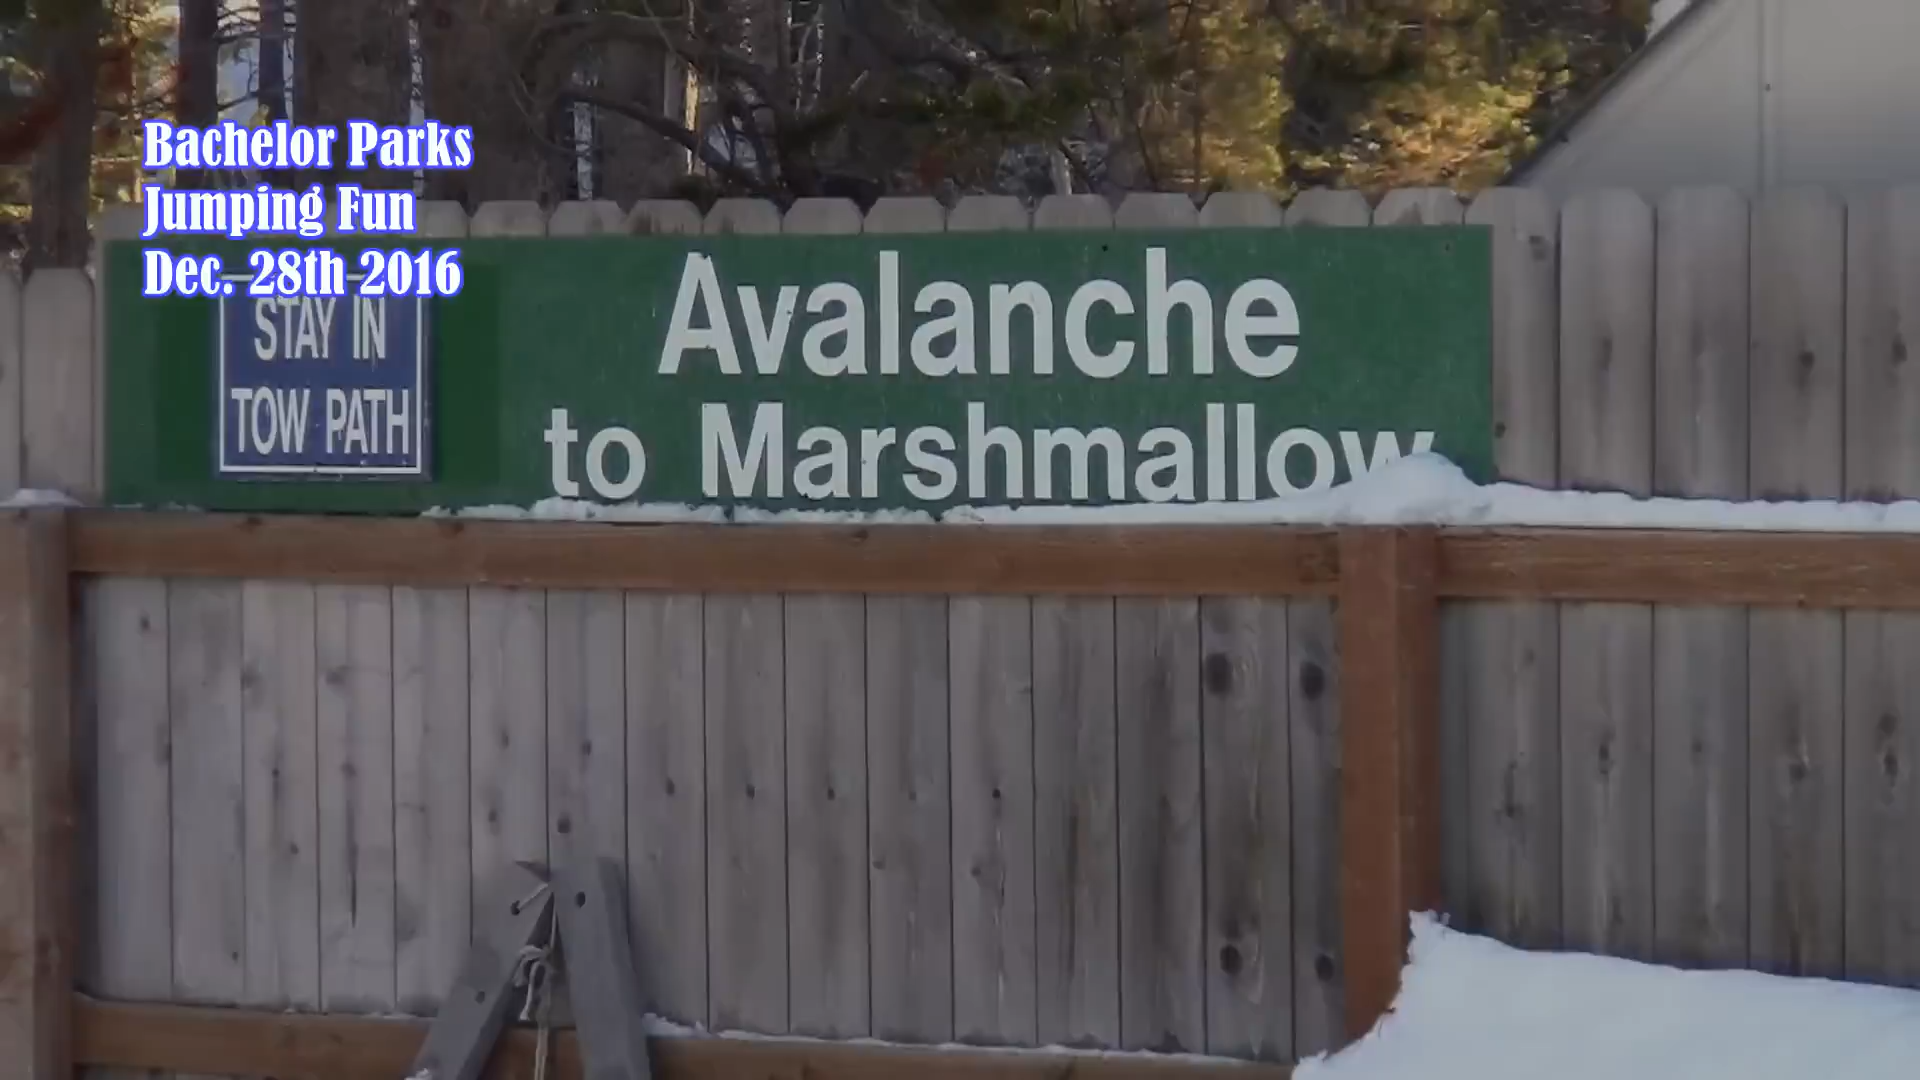 Bachelor Parks
Jumping Fun
Dec. 28th 2016
STAY IN
TOW PATH
Avalanche
to Marshmallow